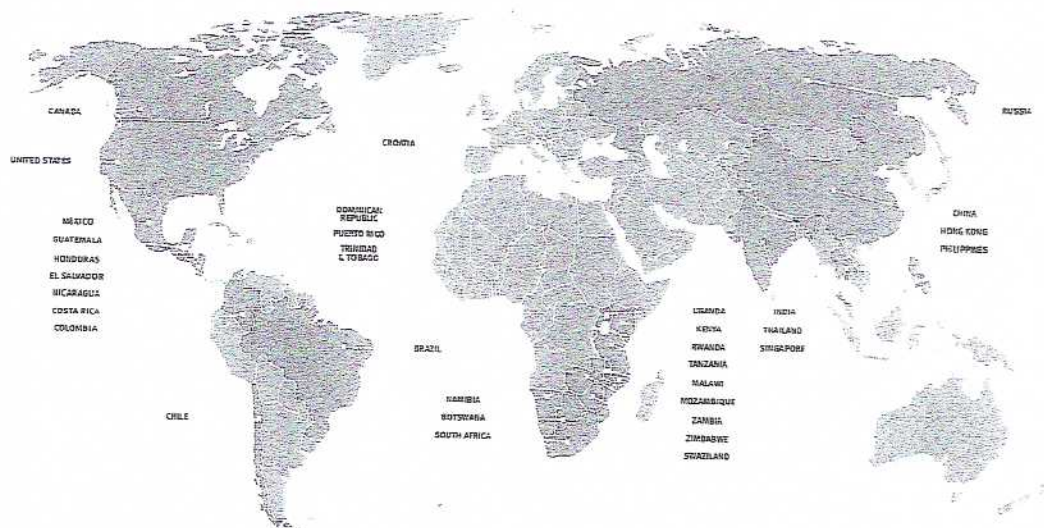 CANADA
RUSSIA
CROATIA
UNITED STATES
MÉXICO
GUATEMALA
HONDURAS
EL SALVADOR
NICARAGUA
COSTA RICA
COLOMBIA
DOMINICAN
REPUBLIC
PUERTO RICO
TRINIDAD
& TOBAGO
CHINA
HONG KONG
PHILIPPINES
BRAZIL
CHILE
NAMIBIA
BOTSWANA
SOUTH AFRICA
UGANDA
KENYA
RWANDA
TANZANIA
MALAWI
MOZAMBIQUE
ZAMBIA
ZIMBABWE
SWAZILAND
INDIA
THAILAND
SINGAPORE